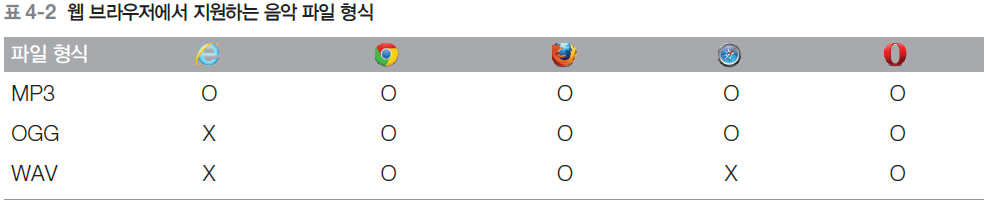 표 4-2 웹 브라우저에서 지원하는 음악 파일 형식
파일 형식
MP3 O O O O O
OGG X O O O O
WAV X O O X O